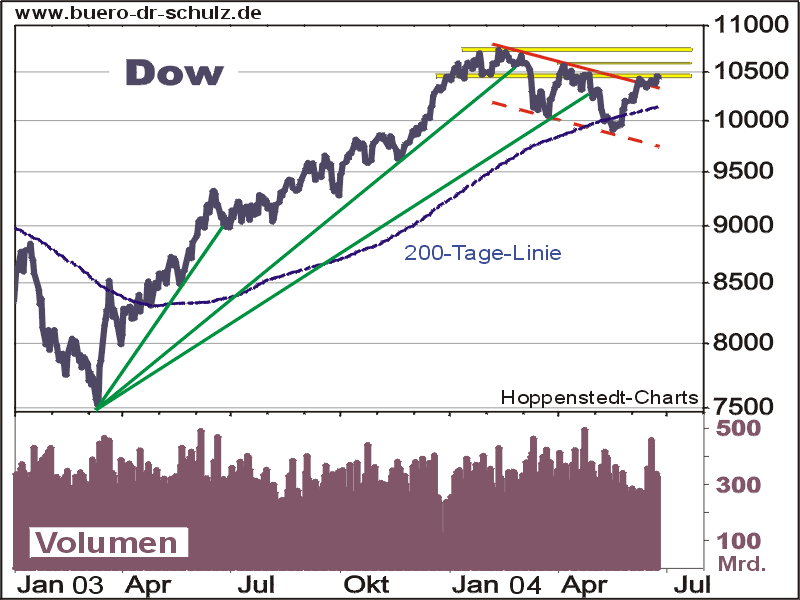 www.buero-dr-schulz.de
Dow
11000
10500
10000
9500
9000
200-Tage-Linie
8500
8000
Hoppenstedt-Charts
7500
500
300
Volumen
100
Mrd.
Jan 03 Apr Jul Okt Jan 04 Apr Jul